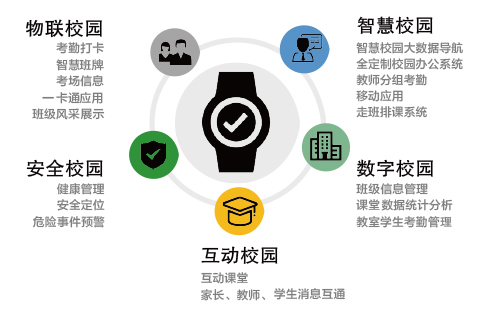 物联校园
考勤打卡
智慧班牌
考场信息
一卡通应用
班级风采展示
智慧校园
智慧校园大数据导航
全定制校园办公系统
教师分组考勤
移动应用
走班排课系统
安全校园
健康管理
安全定位
危险事件预警
数字校园
班级信息管理
课堂数据统计分析
教室学生考勤管理
互动校园
互动课堂
家长、教师、学生消息互通